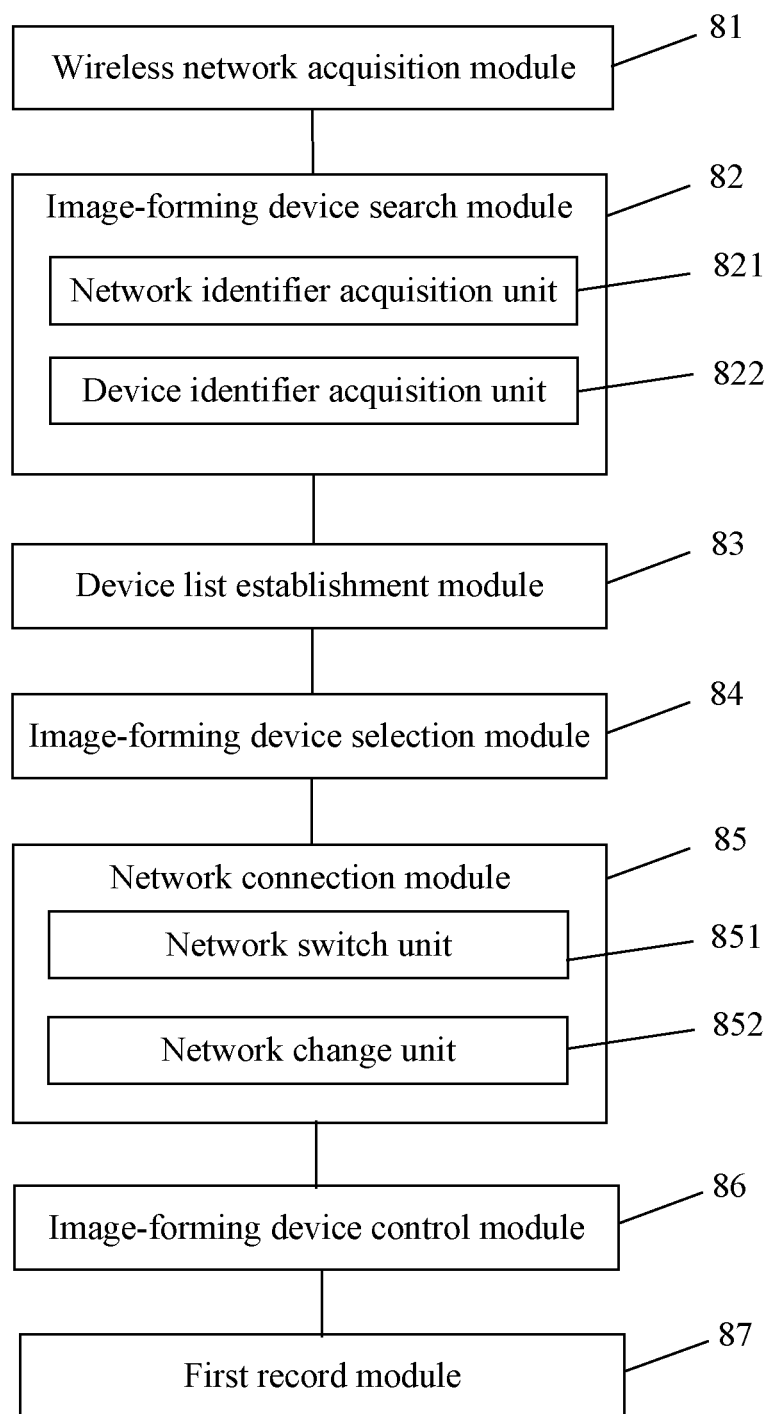 81
Wireless network acquisition module
82
Image-forming device search module
821
Network identifier acquisition unit
822
Device identifier acquisition unit
83
Device list establishment module
84
Image-forming device selection module
85
Network connection module
851
Network switch unit
852
Network change unit
86
Image-forming device control module
87
First record module